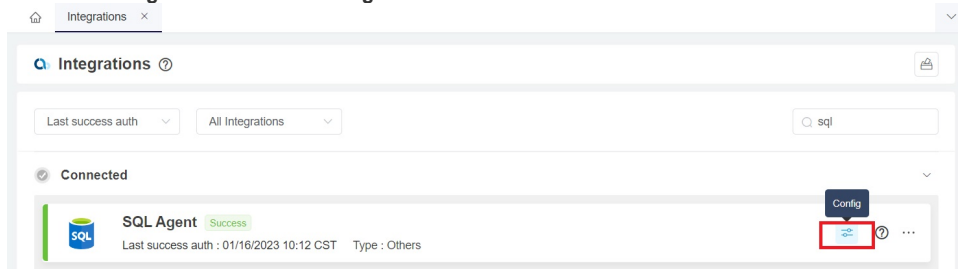 Integrations ×
Integrations
Last success auth
All Integrations
sql
Connected
Config
SQL
SQL Agent Success
Last success auth : 01/16/2023 10:12 CST Type : Others